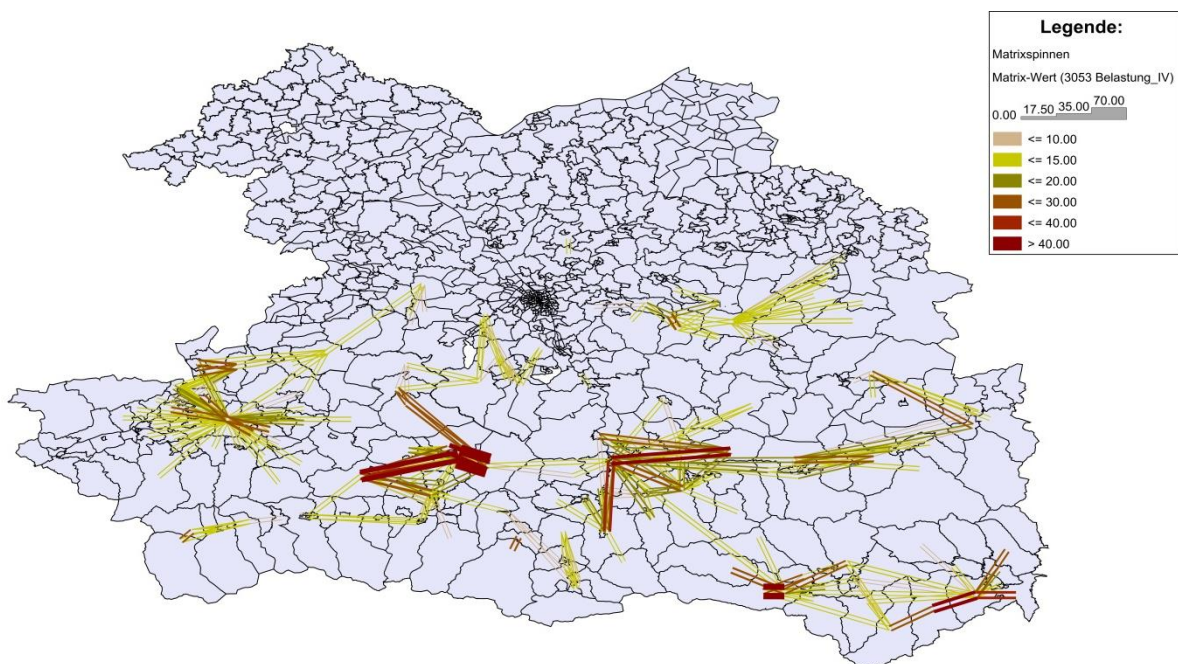 Legende:
Matrixspinnen
Matrix-Wert (3053 Belastung_IV)
0.00 17.50 35.00 70.00
<= 10.00
<= 15.00
<= 20.00
<= 30.00
<= 40.00
> 40.00